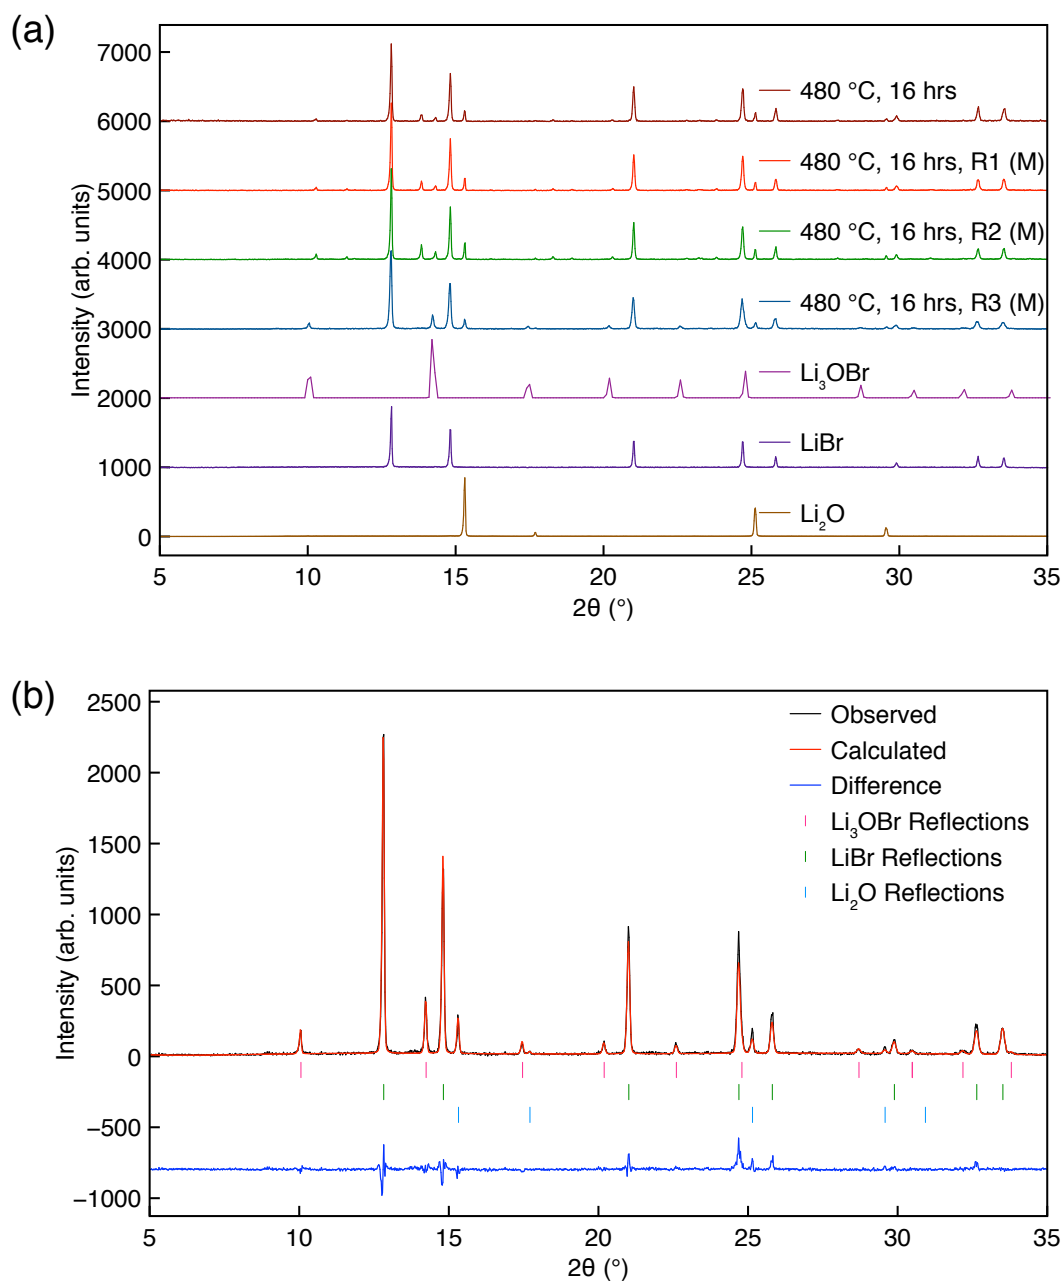 (a)
7000
6000
5000
4000
3000
2000
1000
0
Intensity (arb. units)
480 °C, 16 hrs
480 °C, 16 hrs, R1 (M)
480 °C, 16 hrs, R2 (M)
480 °C, 16 hrs, R3 (M)
Li₃OBr
LiBr
Li₂O
5 10 15 20 25 30 35
2θ (°)
(b)
2500
2000
1500
1000
500
0
−500
−1000
Intensity (arb. units)
Observed
Calculated
Difference
Li₃OBr Reflections
LiBr Reflections
Li₂O Reflections
5 10 15 20 25 30 35
2θ (°)